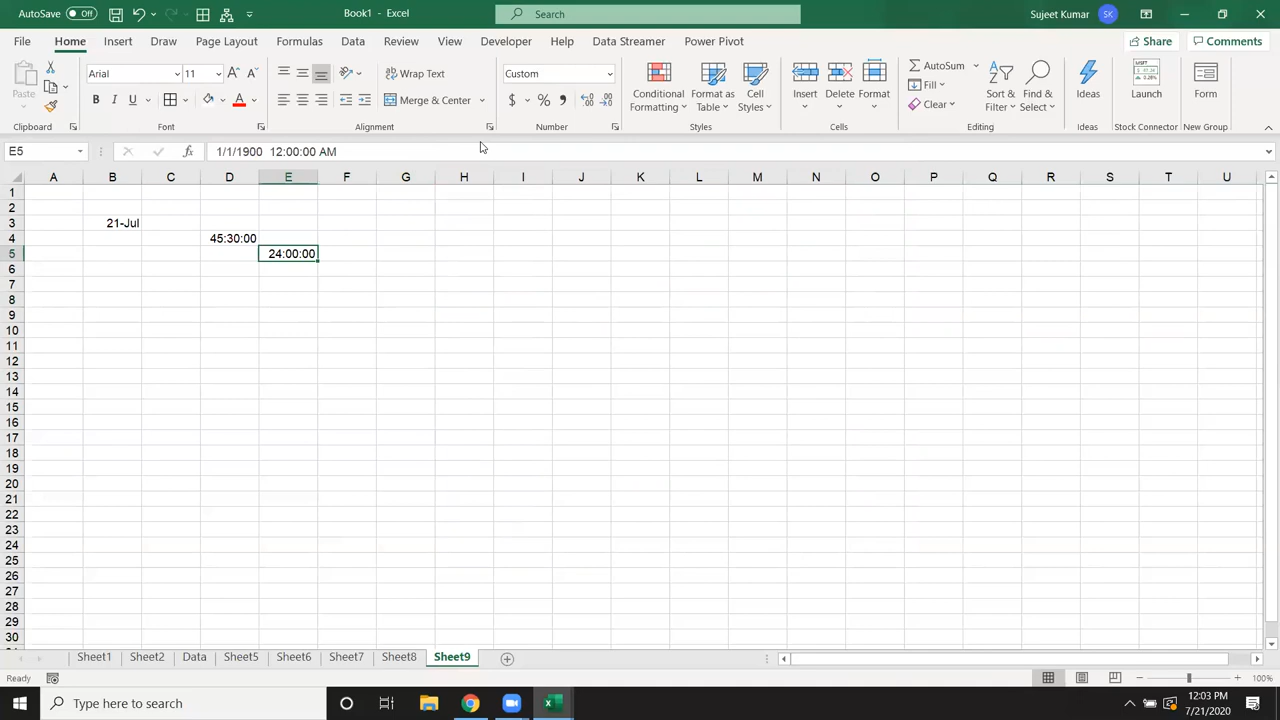 AutoSave Off Book1 - Excel Search Sujeet Kumar SK
File Home Insert Draw Page Layout Formulas Data Review View Developer Help Data Streamer Power Pivot Share Comments
Paste Arial 11 Wrap Text Custom Conditional Formatting Format as Table Cell Styles Insert Delete Format AutoSum Fill Clear Sort & Filter Find & Select Ideas Launch Form
B I U Merge & Center $ %
Clipboard Font Alignment Number Styles Cells Editing Ideas Stock Connector New Group
E5 fx 1/1/1900 12:00:00 AM
A B C D E F G H I J K L M N O P Q R S T U
1
2
3 21-Jul
4 45:30:00
5 24:00:00
6
7
8
9
10
11
12
13
14
15
16
17
18
19
20
21
22
23
24
25
26
27
28
29
30
Sheet1 Sheet2 Data Sheet5 Sheet6 Sheet7 Sheet8 Sheet9
Ready 100%
Type here to search 12:03 PM
7/21/2020